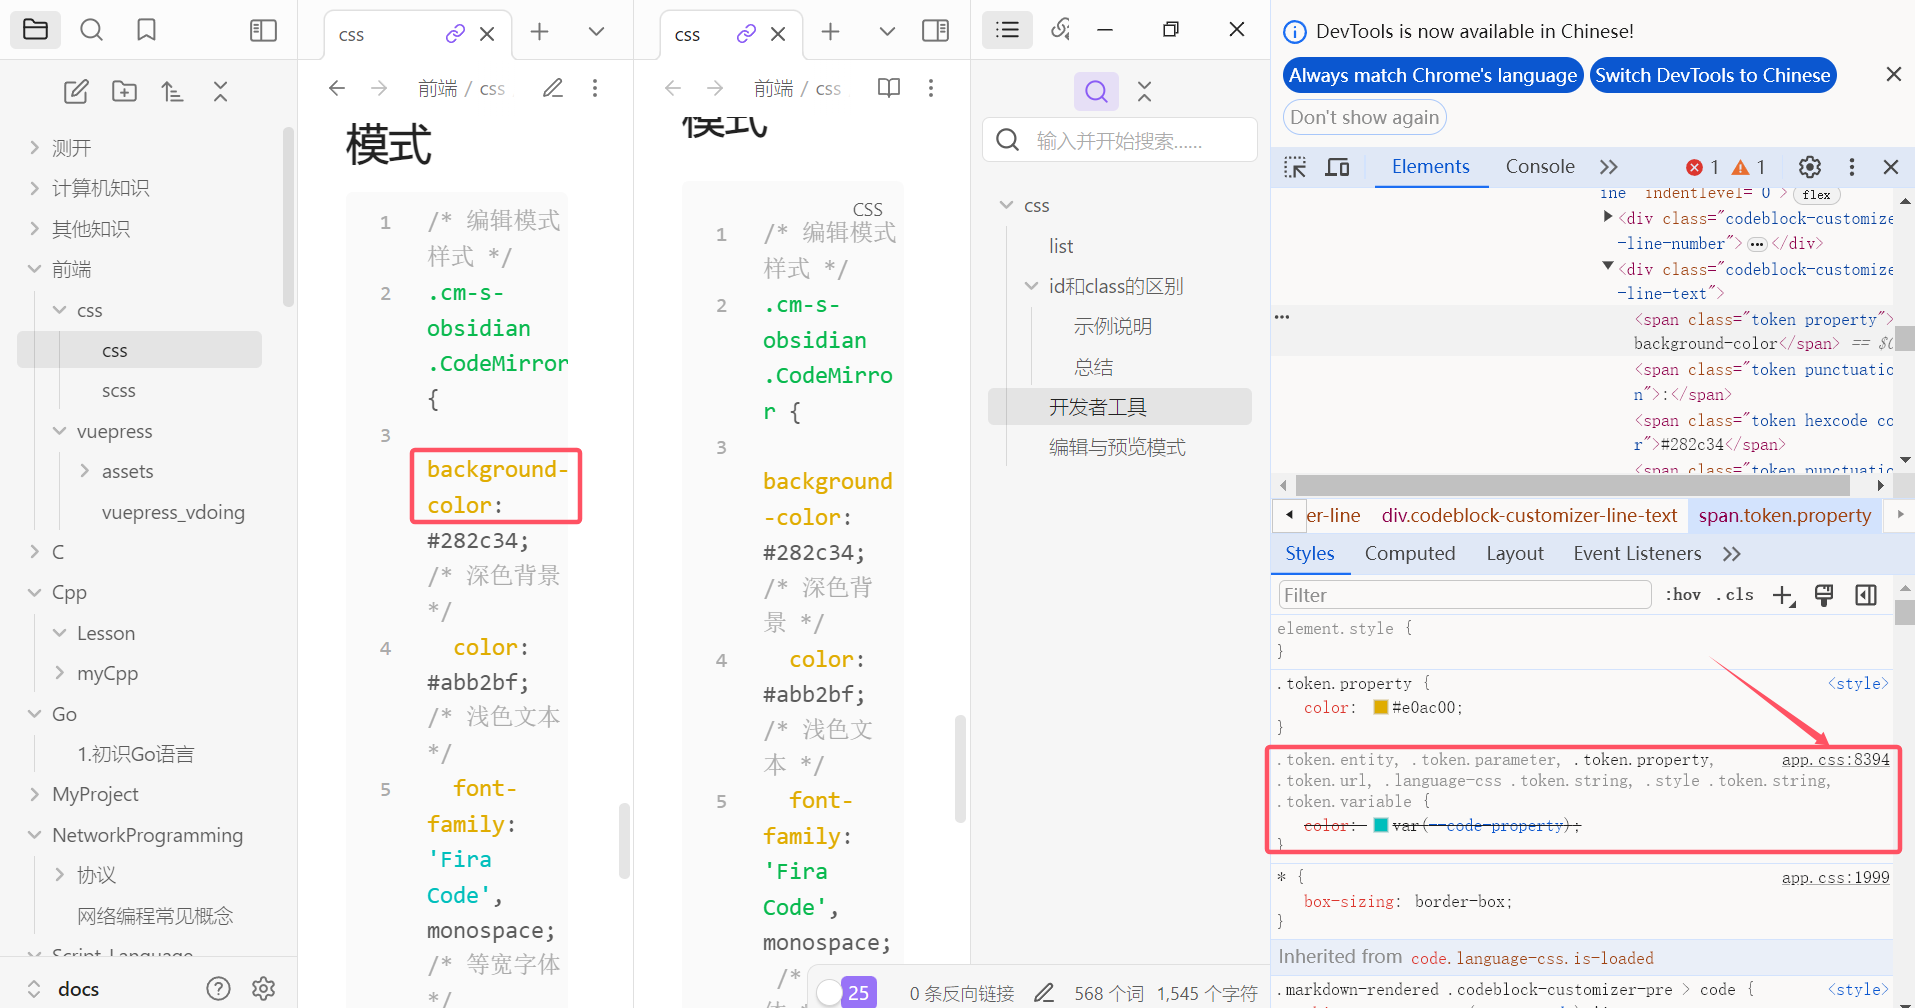 测开
计算机知识
其他知识
前端
css
css
scss
vuepress
assets
vuepress_vdoing
C
Cpp
Lesson
myCpp
Go
1.初识Go语言
MyProject
NetworkProgramming
协议
网络编程常见概念
Script-Language
docs
css
前端 / css
模式
1 /* 编辑模式
样式 */
2 .cm-s-
obsidian
.CodeMirror
{
3
background-
color:
#282c34;
/* 深色背景
*/
4 color:
#abb2bf;
/* 浅色文本
*/
5 font-
family:
'Fira
Code',
monospace;
/* 等宽字体
*/
css
前端 / css
模式
CSS
1 /* 编辑模式
样式 */
2 .cm-s-
obsidian
.CodeMirro
r {
3
background
-color:
#282c34;
/* 深色背
景 */
4 color:
#abb2bf;
/* 浅色文
本 */
5 font-
family:
'Fira
Code',
monospace;
/*
25
0 条反向链接
568 个词 1,545 个字符
输入并开始搜索......
css
list
id和class的区别
示例说明
总结
开发者工具
编辑与预览模式
DevTools is now available in Chinese!
Always match Chrome's language
Switch DevTools to Chinese
Don't show again
Elements
Console
1
1
ine indentlevel= 0 >
flex
<div class="codeblock-customize
-line-number"> ••• </div>
<div class="codeblock-customize
-line-text">
<span class="token property">
background-color</span> ==
<span class="token punctuatio
n">:</span>
<span class="token hexcode co
r">#282c34</span>
<span class="token punctuatio
er-line
div.codeblock-customizer-line-text
span.token.property
Styles
Computed
Layout
Event Listeners
Filter
:hov
.cls
element.style {
}
.token.property {
<style>
color: #e0ac00;
}
.token.entity, .token.parameter, .token.property,
app.css:8394
.token.url, .language-css .token.string, .style .token.string,
.token.variable {
color: var(--code-property);
}
* {
app.css:1999
box-sizing: border-box;
}
Inherited from code.language-css.is-loaded
.markdown-rendered .codeblock-customizer-pre > code {
<style>